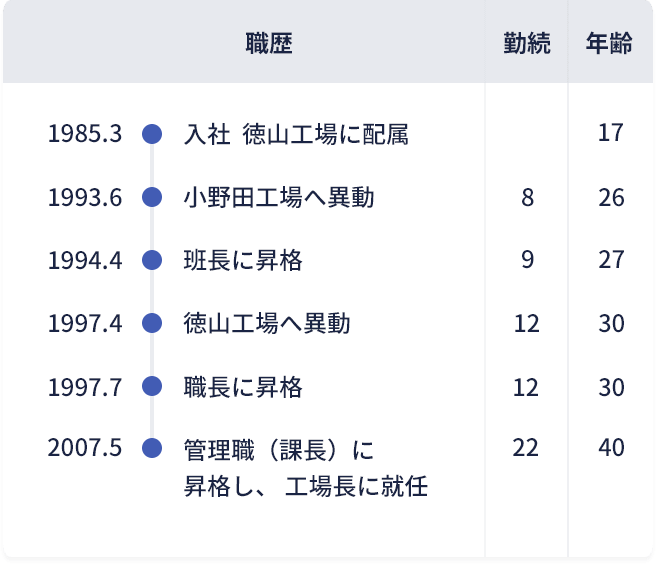 職歴 勤続 年齢
1985.3 入社 徳山工場に配属 17
1993.6 小野田工場へ異動 8 26
1994.4 班長に昇格 9 27
1997.4 徳山工場へ異動 12 30
1997.7 職長に昇格 12 30
2007.5 管理職（課長）に 22 40
昇格し、 工場長に就任